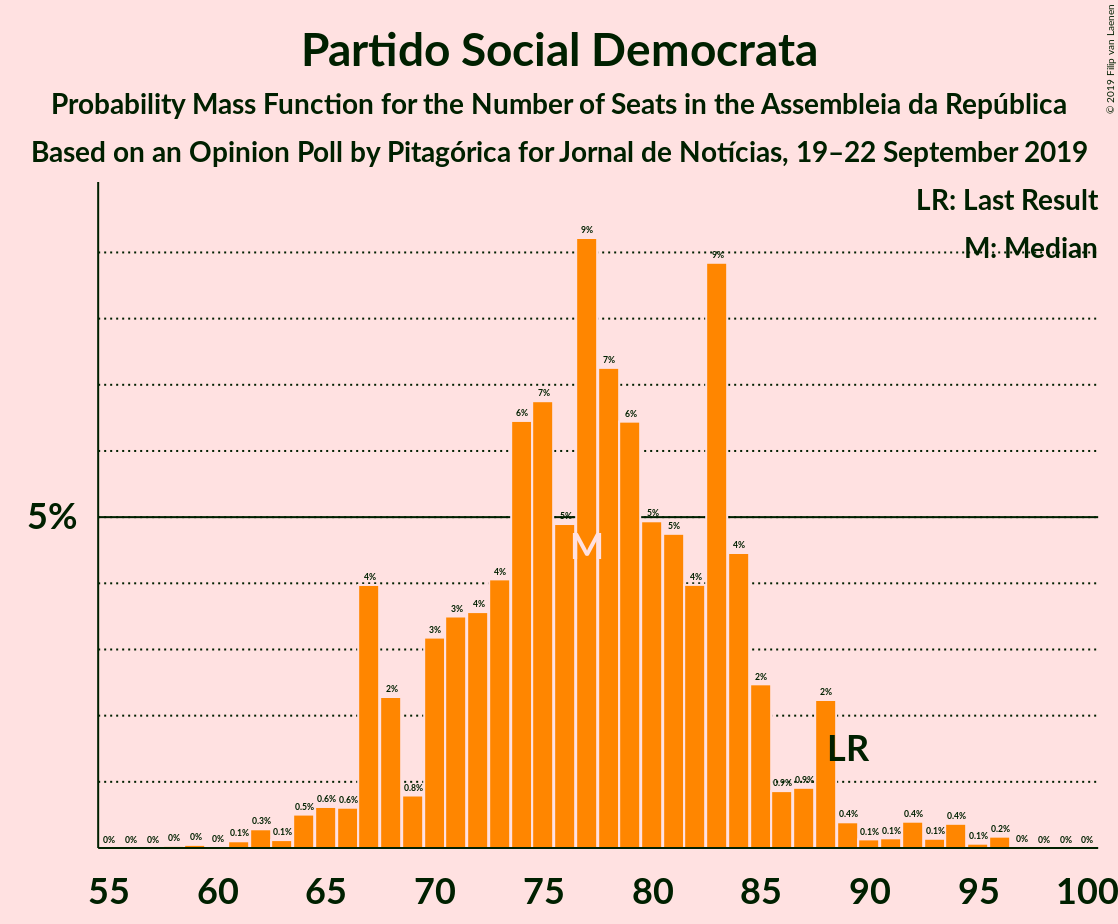 Partido Social Democrata
Probability Mass Function for the Number of Seats in the Assembleia da República
Based on an Opinion Poll by Pitagórica for Jornal de Notícias, 19–22 September 2019
© 2019 Filip van Laenen
LR: Last Result
M: Median
5%
0% 0% 0% 0% 0% 0% 0.1% 0.3% 0.1% 0.5% 0.6% 0.6% 4% 2% 0.8% 3% 3% 4% 4% 6% 7% 5% 9% 7% 6% 5% 5% 4% 9% 4% 2% 0.9% 0.9% 2% 0.4% 0.1% 0.1% 0.4% 0.1% 0.4% 0.1% 0.2% 0% 0% 0% 0%
M
LR
55 60 65 70 75 80 85 90 95 100